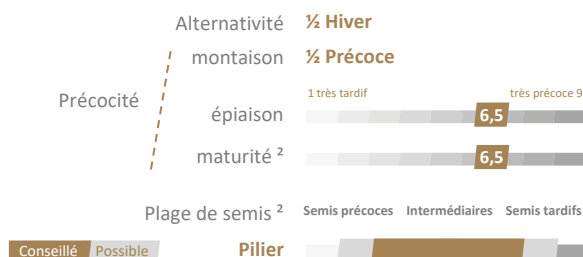 Alternativité ½ Hiver
montaison ½ Précoce
Précocité
1 très tardif très précoce 9
épiaison 6,5
maturité ² 6,5
Plage de semis ² Semis précoces Intermédiaires Semis tardifs
Conseillé Possible Pilier